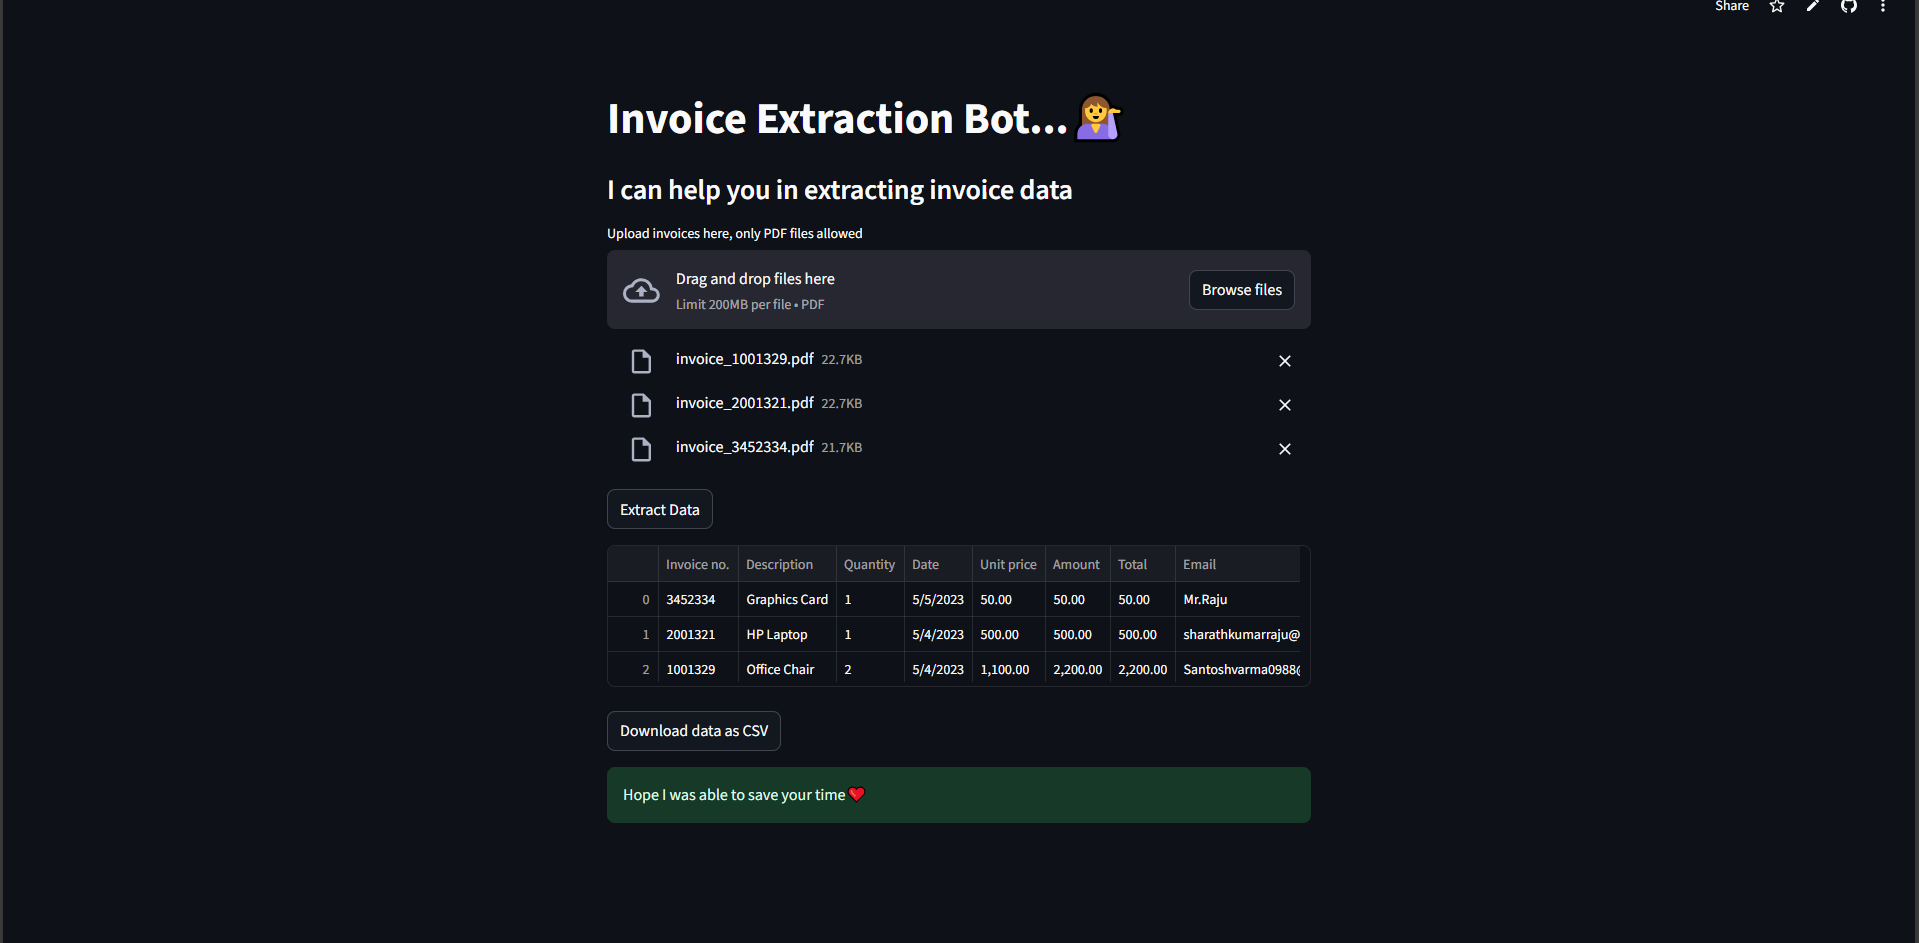 Share
Invoice Extraction Bot...
I can help you in extracting invoice data
Upload invoices here, only PDF files allowed
Drag and drop files here
Limit 200MB per file • PDF
Browse files
invoice_1001329.pdf 22.7KB
invoice_2001321.pdf 22.7KB
invoice_3452334.pdf 21.7KB
Extract Data
Invoice no. Description Quantity Date Unit price Amount Total Email
0 3452334 Graphics Card 1 5/5/2023 50.00 50.00 50.00 Mr.Raju
1 2001321 HP Laptop 1 5/4/2023 500.00 500.00 500.00 sharathkumarraju@
2 1001329 Office Chair 2 5/4/2023 1,100.00 2,200.00 2,200.00 Santoshvarma0988@
Download data as CSV
Hope I was able to save your time